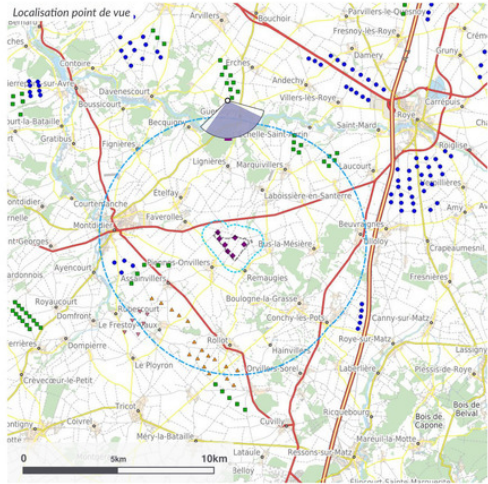 Localisation point de vue
Arvillers
Bouchoir
Parvillers-le-Quesnoy
Fresnoy-lès-Roye
Contoire
Erches
Damery
Gruny
Andechy
Davenescourt
Villers-lès-Roye
Carrépuis
Boussicourt
Roye
Becquigny
Saint-Mard
Gratibus
Fignières
Lignières
Marquivillers
Laucourt
Etelfay
Laboissière-en-Santerre
Amy
Courtemanche
Faverolles
Beuvraignes
Montdidier
Bus-la-Mésière
Crapeaumesnil
Ayencourt
Piennes-Onvillers
Assainvillers
Remaugies
Fresnières
Royaucourt
Rubescourt
Boulogne-la-Grasse
Domfront
Le Frestoy-Vaux
Conchy-les-Pots
Canny-sur-Matz
Dompierre
Rollot
Hainvillers
Roye-sur-Matz
Lassigny
Le Ployron
Orvillers-Sorel
Laberlière
Plessis-de-Roye
Crèvecœur-le-Petit
Tricot
Ricquebourg
Bois de
Capone
Bois de
Belval
Coivrel
Cuvilly
Méry-la-Bataille
Mareuil-la-Motte
Lataule
Ressons-sur-Matz
Belloy
0
5km
10km